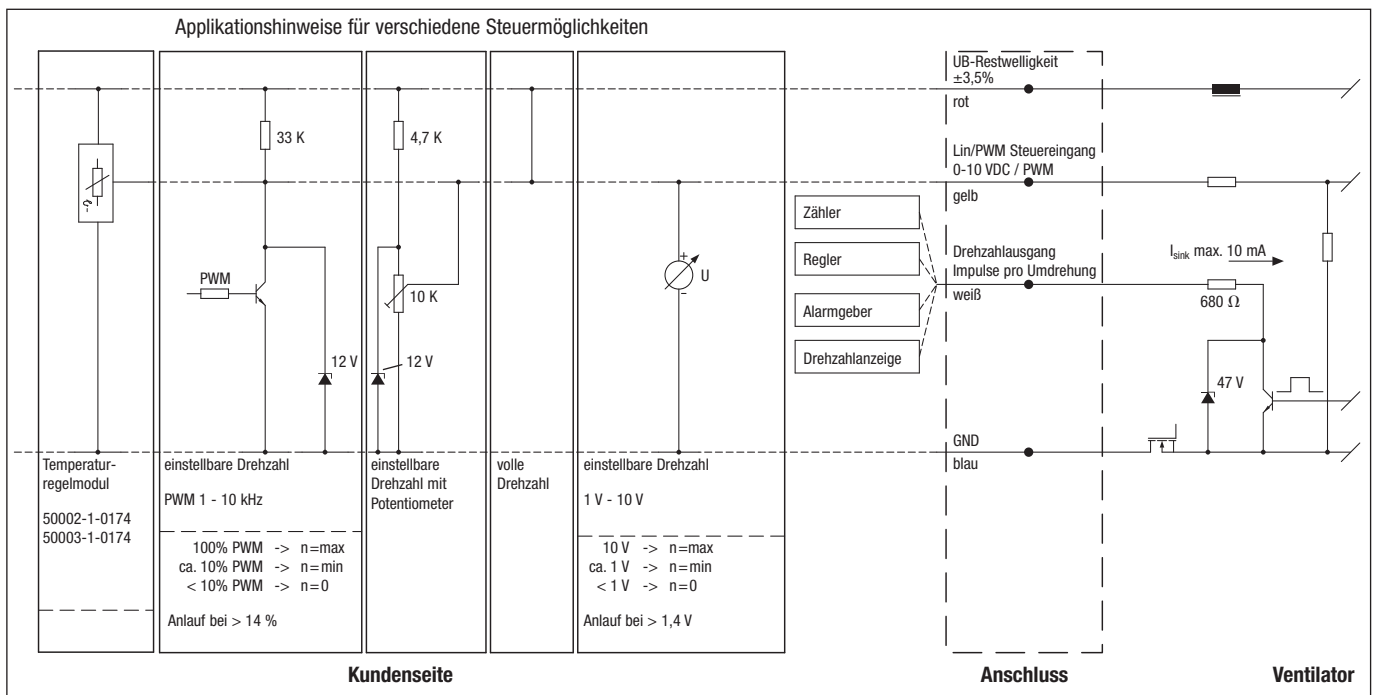 Applikationshinweise für verschiedene Steuermöglichkeiten
33 K
PWM
12 V
4,7 K
10 K
12 V
+
U
−
Zähler
Regler
Alarmgeber
Drehzahlanzeige
UB-Restwelligkeit
±3,5%
rot
Lin/PWM Steuereingang
0-10 VDC / PWM
gelb
Drehzahlausgang
Impulse pro Umdrehung
weiß
GND
blau
Isink max. 10 mA
680 Ω
47 V
Temperatur-
regelmodul
50002-1-0174
50003-1-0174
einstellbare Drehzahl
PWM 1 - 10 kHz
100% PWM -> n=max
ca. 10% PWM -> n=min
< 10% PWM -> n=0
Anlauf bei > 14 %
einstellbare
Drehzahl mit
Potentiometer
volle
Drehzahl
einstellbare Drehzahl
1 V - 10 V
10 V -> n=max
ca. 1 V -> n=min
< 1 V -> n=0
Anlauf bei > 1,4 V
Kundenseite
Anschluss
Ventilator